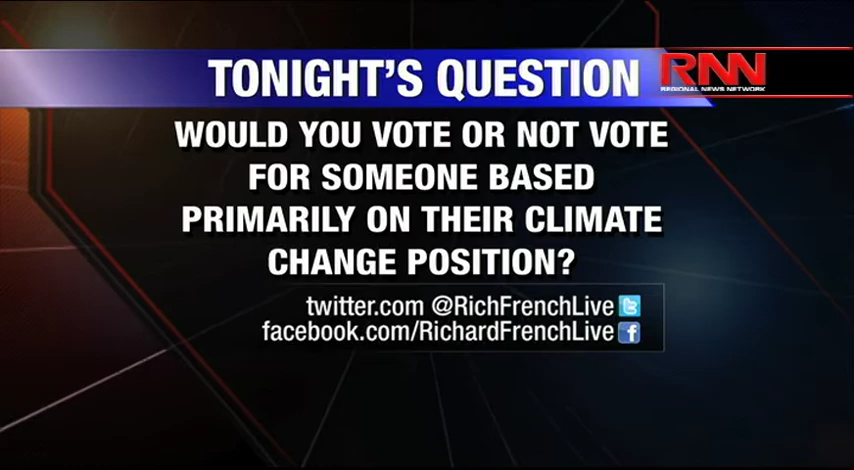 TONIGHT'S QUESTION
RNN
REGIONAL NEWS NETWORK
WOULD YOU VOTE OR NOT VOTE
FOR SOMEONE BASED
PRIMARILY ON THEIR CLIMATE
CHANGE POSITION?
twitter.com @RichFrenchLive
facebook.com/RichardFrenchLive